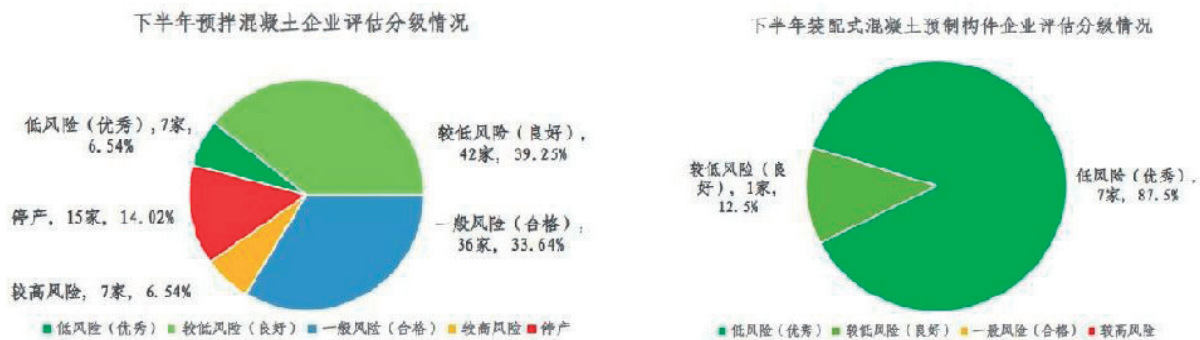 下半年预拌混凝土企业评估分级情况
低风险（优秀）, 7家,
6.54%
较低风险（良好）,
42家, 39.25%
停产, 15家, 14.02%
一般风险（合格）,
36家, 33.64%
较高风险, 7家, 6.54%
低风险（优秀） 较低风险（良好） 一般风险（合格） 较高风险 停产
下半年装配式混凝土预制构件企业评估分级情况
较低风险（良
好）, 1家,
12.5%
低风险（优秀）,
7家, 87.5%
低风险（优秀） 较低风险（良好） 一般风险（合格） 较高风险